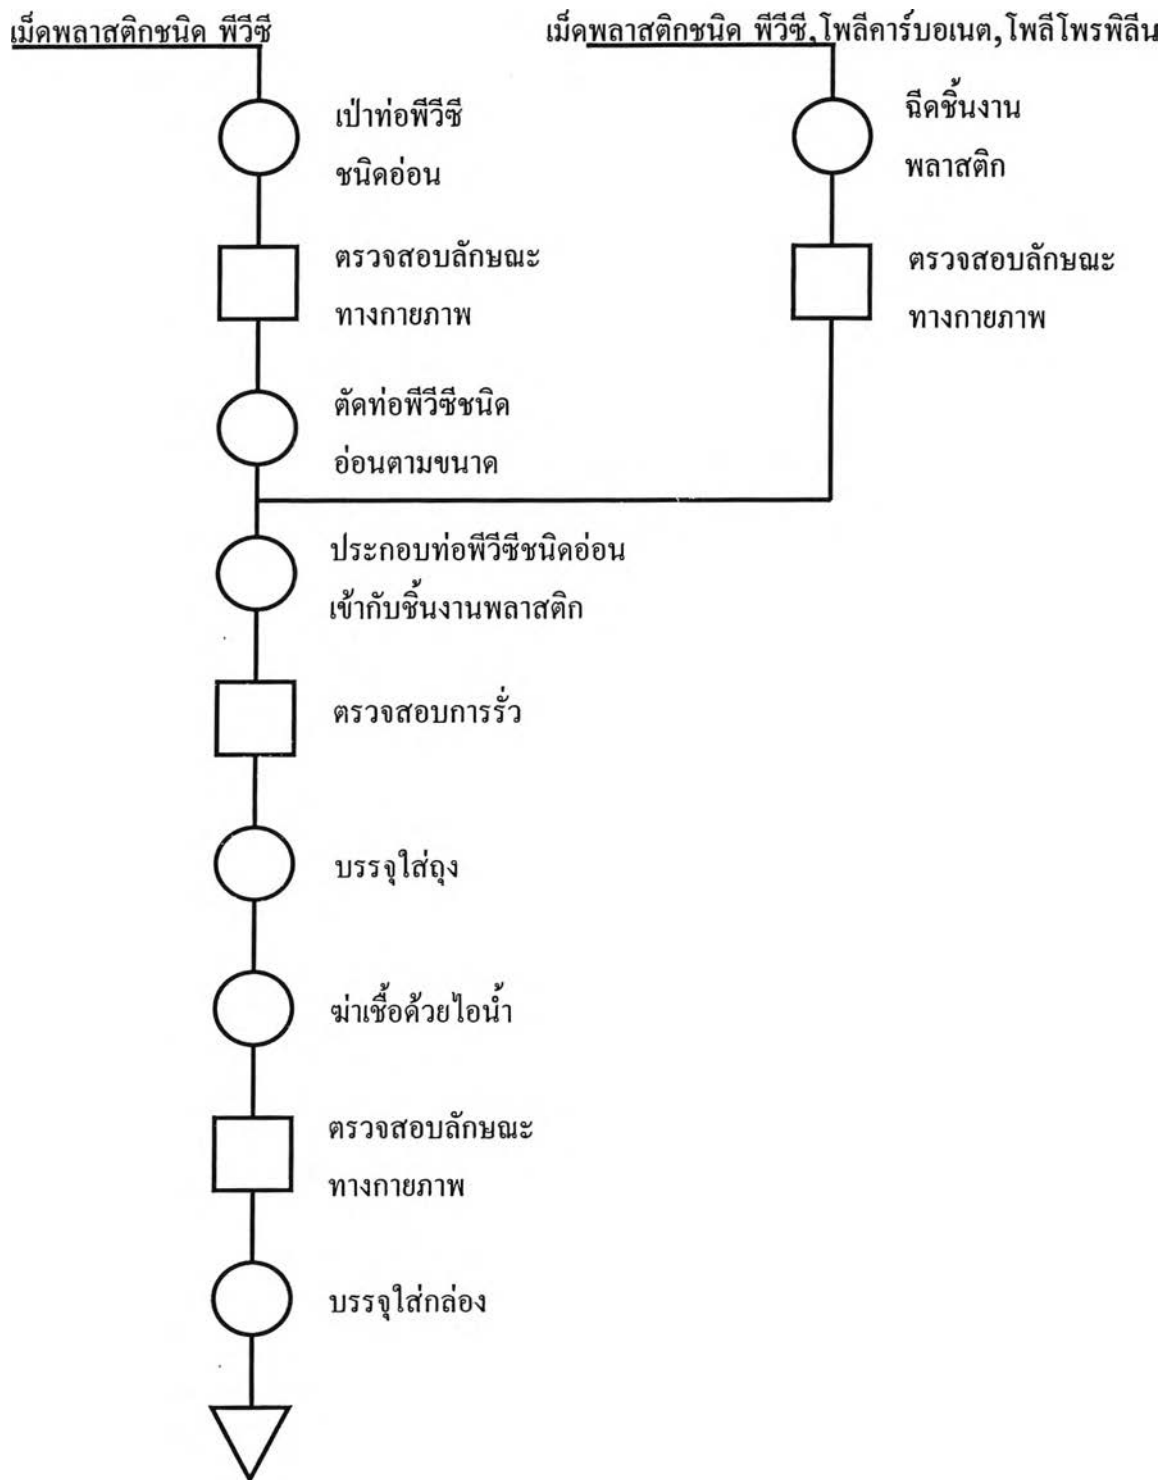 เม็ดพลาสติกชนิด พีวีซี
เม็ดพลาสติกชนิด พีวีซี,โพลีคาร์บอเนต,โพลีโพรพิลีน
เป่าท่อพีวีซี
ชนิดอ่อน
ฉีดชิ้นงาน
พลาสติก
ตรวจสอบลักษณะ
ทางกายภาพ
ตรวจสอบลักษณะ
ทางกายภาพ
ตัดท่อพีวีซีชนิด
อ่อนตามขนาด
ประกอบท่อพีวีซีชนิดอ่อน
เข้ากับชิ้นงานพลาสติก
ตรวจสอบการรั่ว
บรรจุใส่ถุง
ฆ่าเชื้อด้วยไอน้ำ
ตรวจสอบลักษณะ
ทางกายภาพ
บรรจุใส่กล่อง